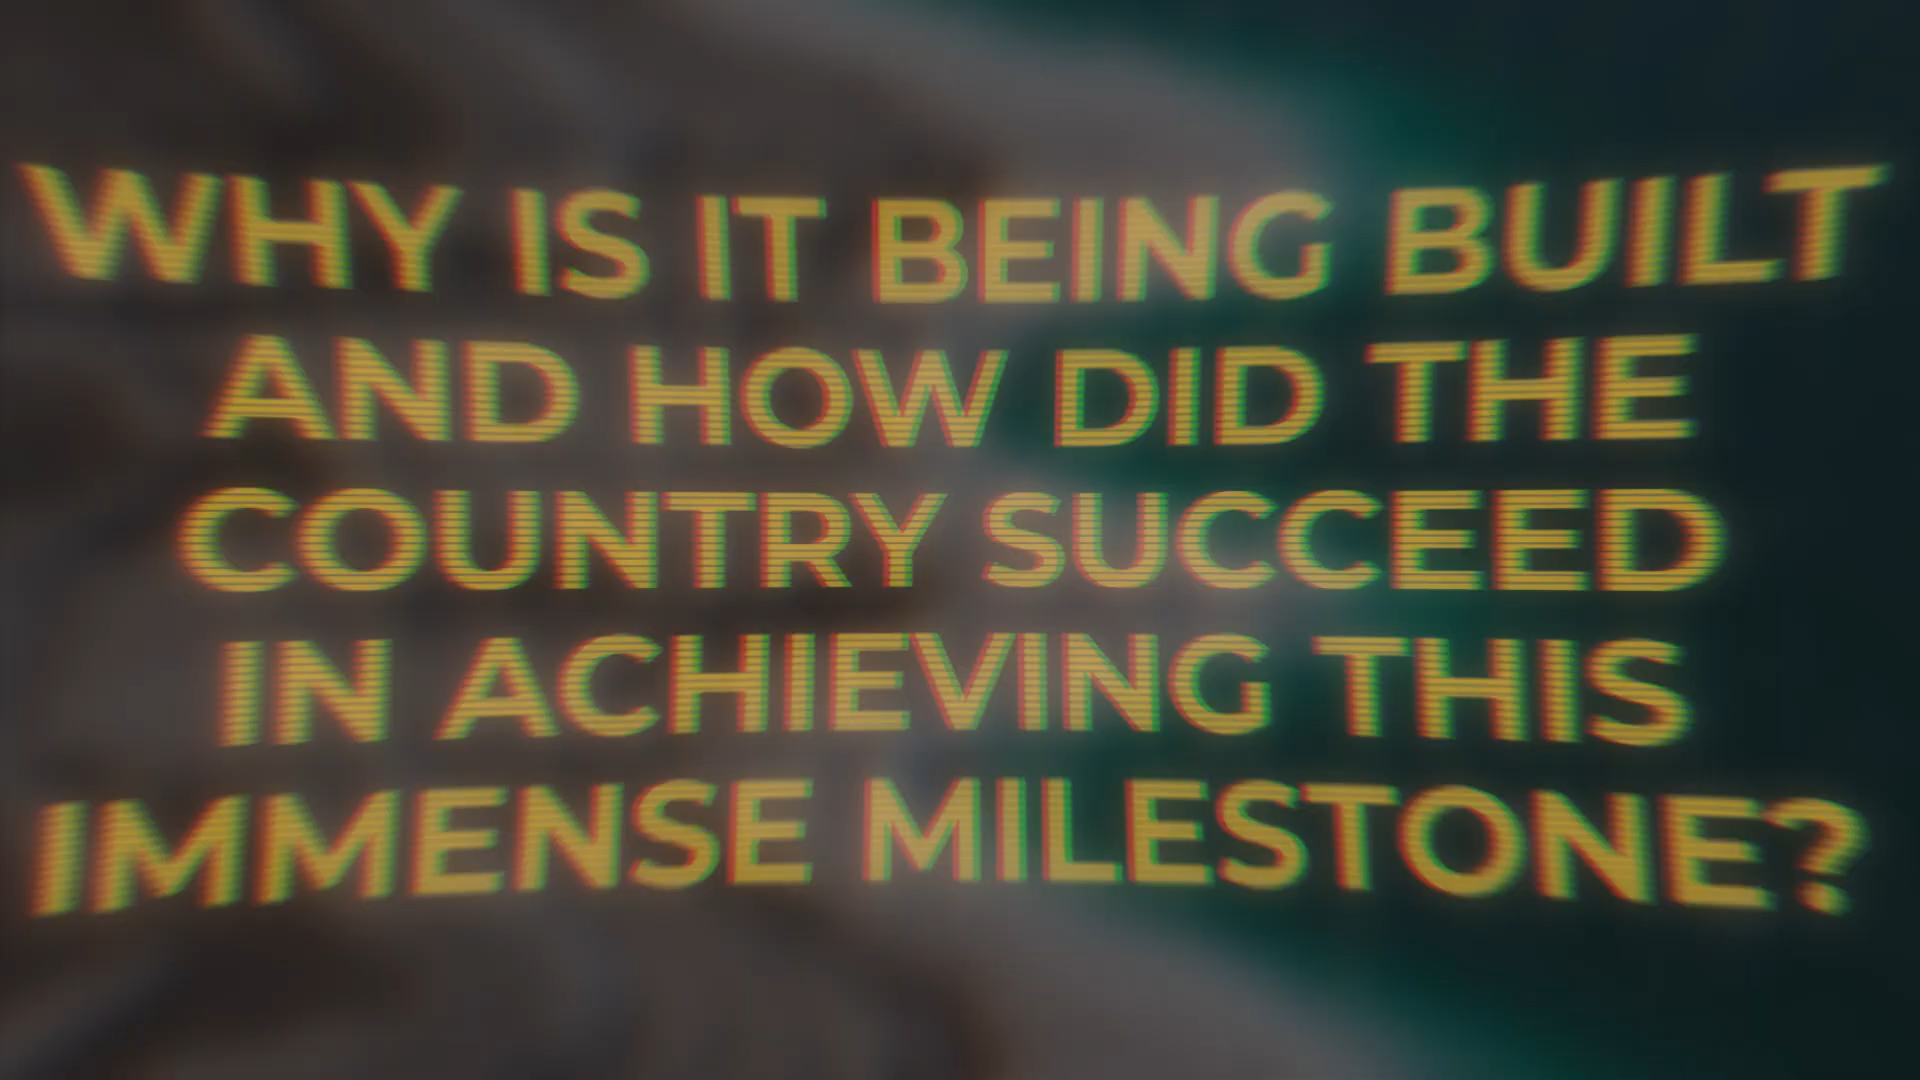 WHY IS IT BEING BUILT
AND HOW DID THE
COUNTRY SUCCEED
IN ACHIEVING THIS
IMMENSE MILESTONE?